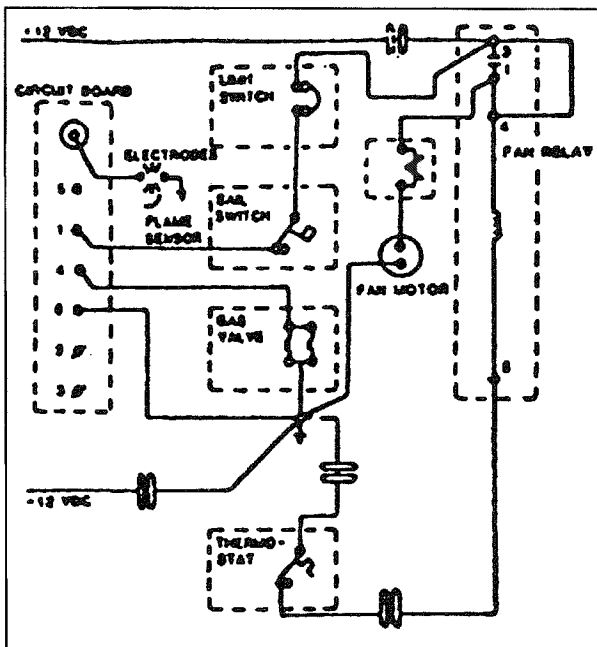 +12 VDC
3
1
4
FAN RELAY
LIMIT
SWITCH
CIRCUIT BOARD
ELECTRODES
5
FLAME
SENSOR
SAIL
SWITCH
1
4
FAN MOTOR
6
GAS
VALVE
2
3
-12 VDC
THERMO-
STAT